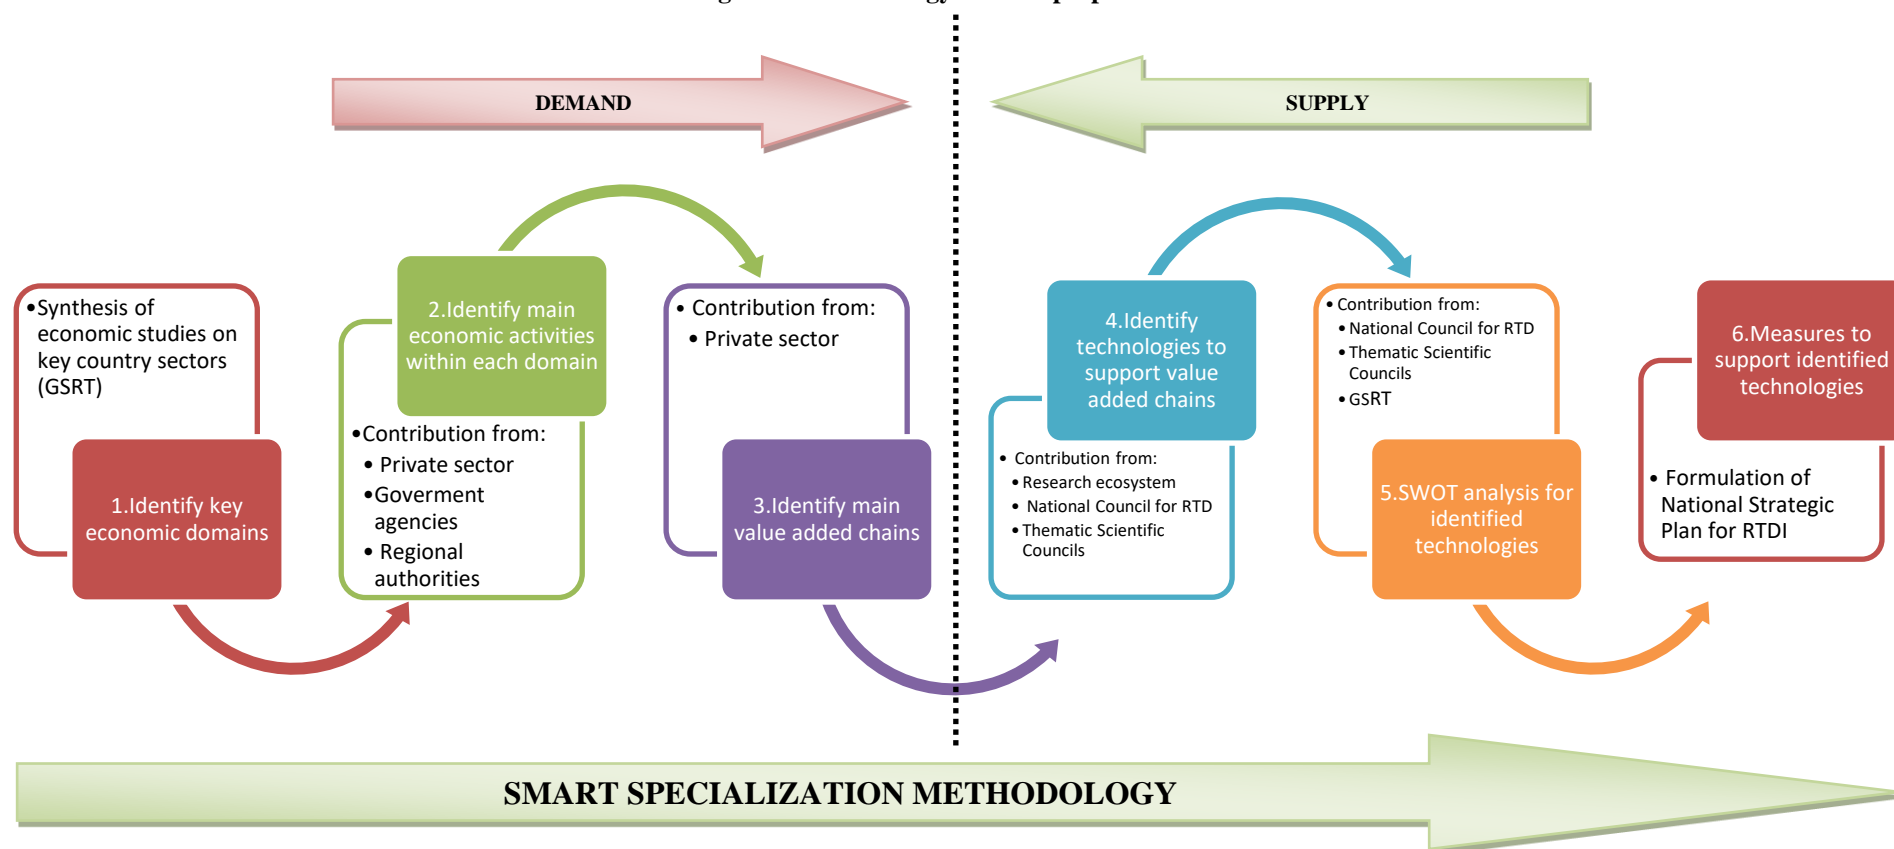 DEMAND
SUPPLY
•Synthesis of
economic studies on
key country sectors
(GSRT)
1.Identify key
economic domains
2.Identify main
economic activities
within each domain
•Contribution from:
• Private sector
•Goverment
agencies
• Regional
authorities
• Contribution from:
• Private sector
3.Identify main
value added chains
4.Identify
technologies to
support value
added chains
• Contribution from:
• Research ecosystem
• National Council for RTD
• Thematic Scientific
Councils
• Contribution from:
• National Council for RTD
• Thematic Scientific
Councils
• GSRT
5.SWOT analysis for
identified
technologies
6.Measures to
support identified
technologies
• Formulation of
National Strategic
Plan for RTDI
SMART SPECIALIZATION METHODOLOGY